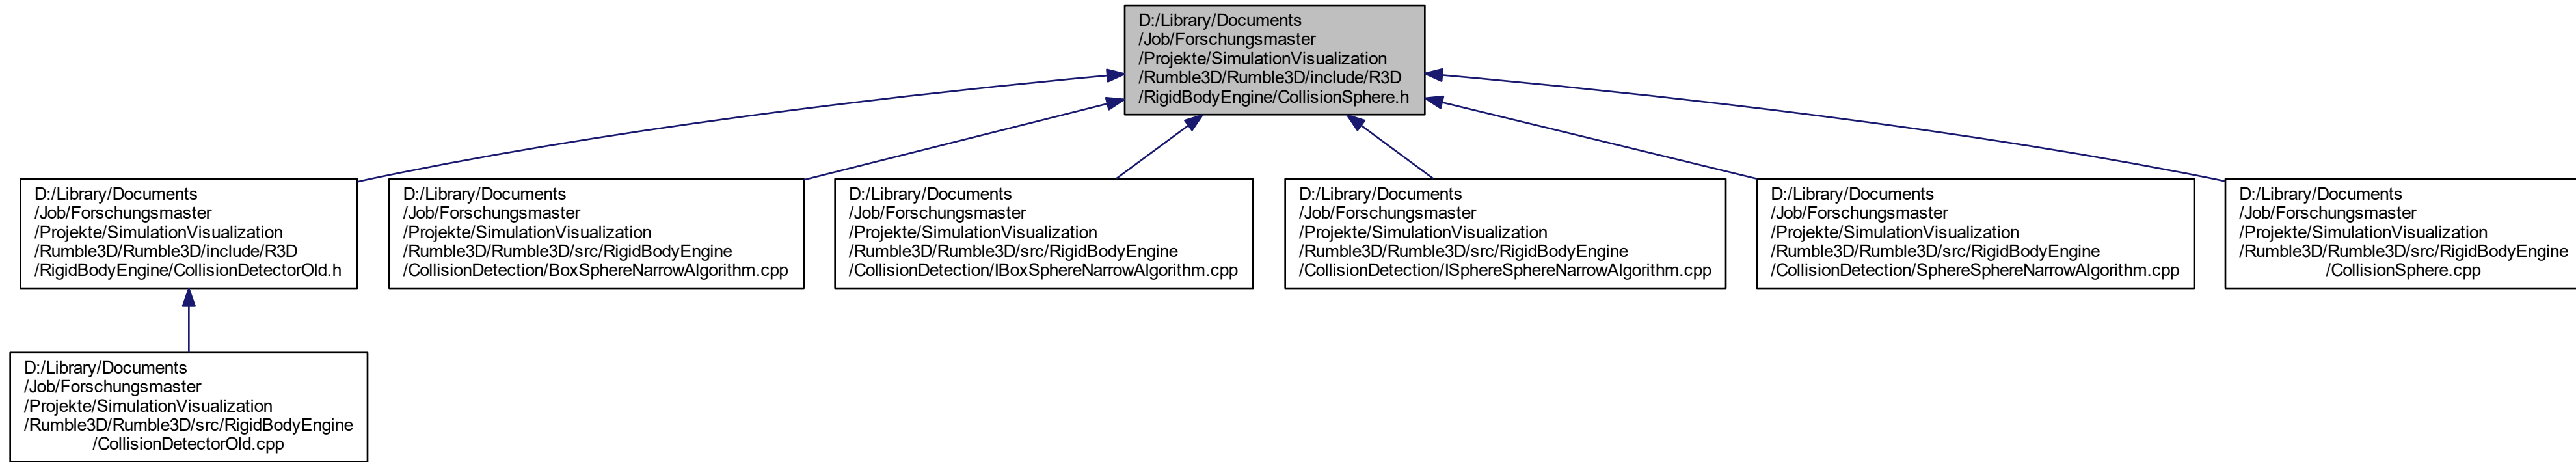 D:/Library/Documents
/Job/Forschungsmaster
/Projekte/SimulationVisualization
/Rumble3D/Rumble3D/include/R3D
/RigidBodyEngine/CollisionSphere.h
D:/Library/Documents
/Job/Forschungsmaster
/Projekte/SimulationVisualization
/Rumble3D/Rumble3D/include/R3D
/RigidBodyEngine/CollisionDetectorOld.h
D:/Library/Documents
/Job/Forschungsmaster
/Projekte/SimulationVisualization
/Rumble3D/Rumble3D/src/RigidBodyEngine
/CollisionDetection/BoxSphereNarrowAlgorithm.cpp
D:/Library/Documents
/Job/Forschungsmaster
/Projekte/SimulationVisualization
/Rumble3D/Rumble3D/src/RigidBodyEngine
/CollisionDetection/IBoxSphereNarrowAlgorithm.cpp
D:/Library/Documents
/Job/Forschungsmaster
/Projekte/SimulationVisualization
/Rumble3D/Rumble3D/src/RigidBodyEngine
/CollisionDetection/ISphereSphereNarrowAlgorithm.cpp
D:/Library/Documents
/Job/Forschungsmaster
/Projekte/SimulationVisualization
/Rumble3D/Rumble3D/src/RigidBodyEngine
/CollisionDetection/SphereSphereNarrowAlgorithm.cpp
D:/Library/Documents
/Job/Forschungsmaster
/Projekte/SimulationVisualization
/Rumble3D/Rumble3D/src/RigidBodyEngine
/CollisionSphere.cpp
D:/Library/Documents
/Job/Forschungsmaster
/Projekte/SimulationVisualization
/Rumble3D/Rumble3D/src/RigidBodyEngine
/CollisionDetectorOld.cpp